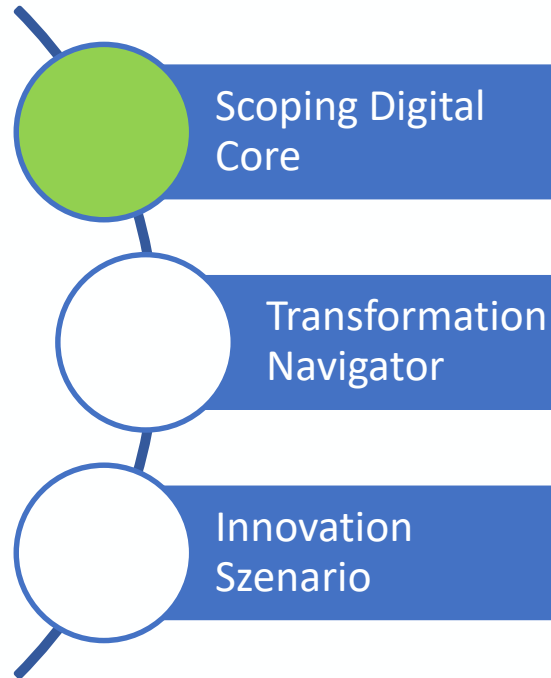 Scoping Digital
Core
Transformation
Navigator
Innovation
Szenario